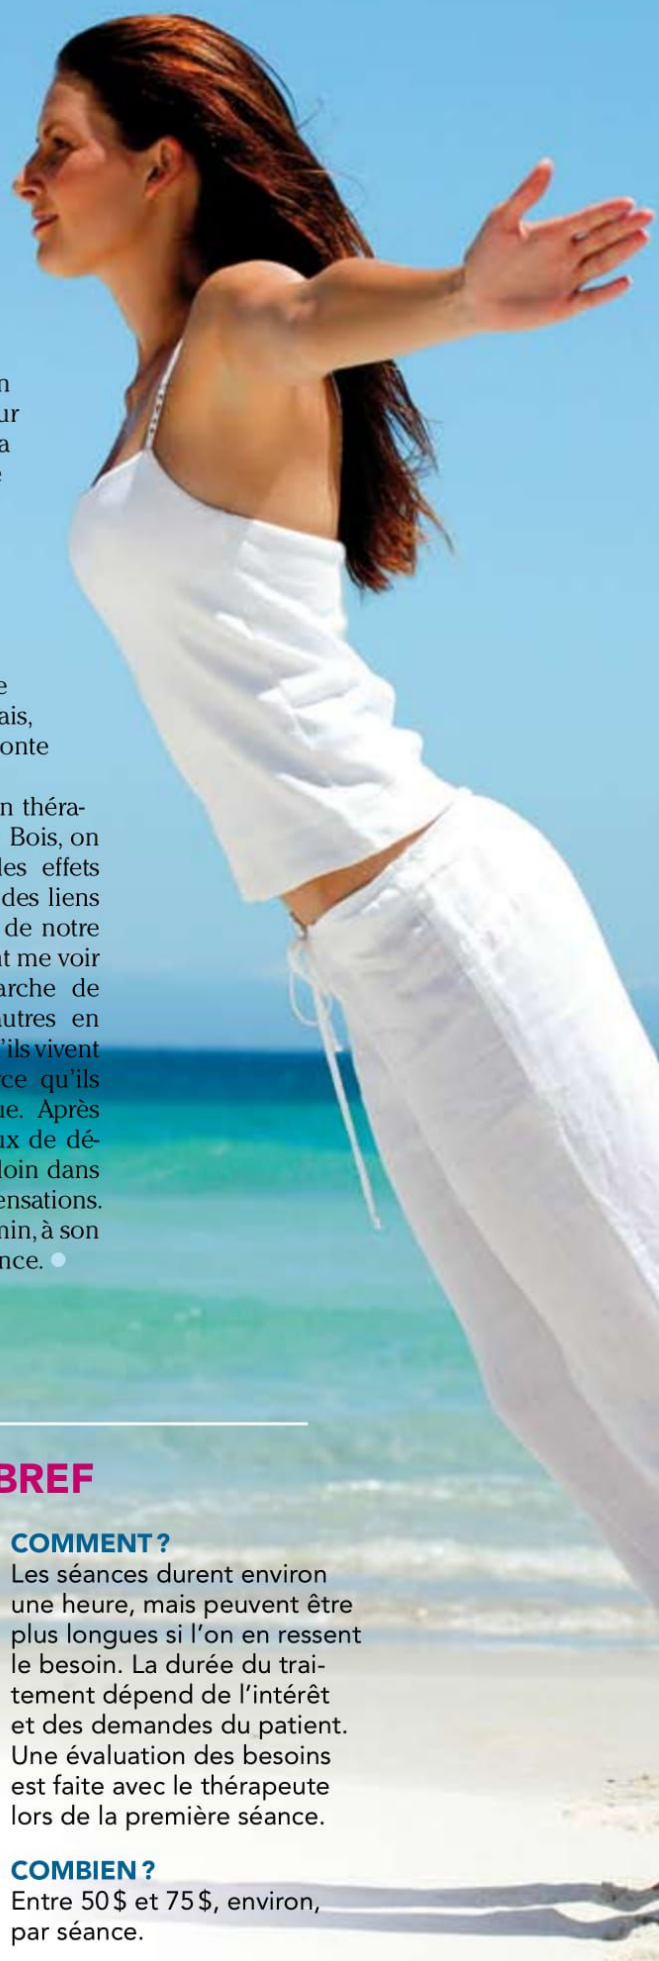 n
ur
a
e
e
ais,
onte
n théra-
Bois, on
les effets
des liens
de notre
t me voir
arche de
utres en
'ils vivent
ce qu'ils
ue. Après
ux de dé-
loin dans
ensations.
min, à son
nce.
BREF
COMMENT ?
Les séances durent environ
une heure, mais peuvent être
plus longues si l'on en ressent
le besoin. La durée du trai-
tement dépend de l'intérêt
et des demandes du patient.
Une évaluation des besoins
est faite avec le thérapeute
lors de la première séance.
COMBIEN ?
Entre 50 $ et 75 $, environ,
par séance.